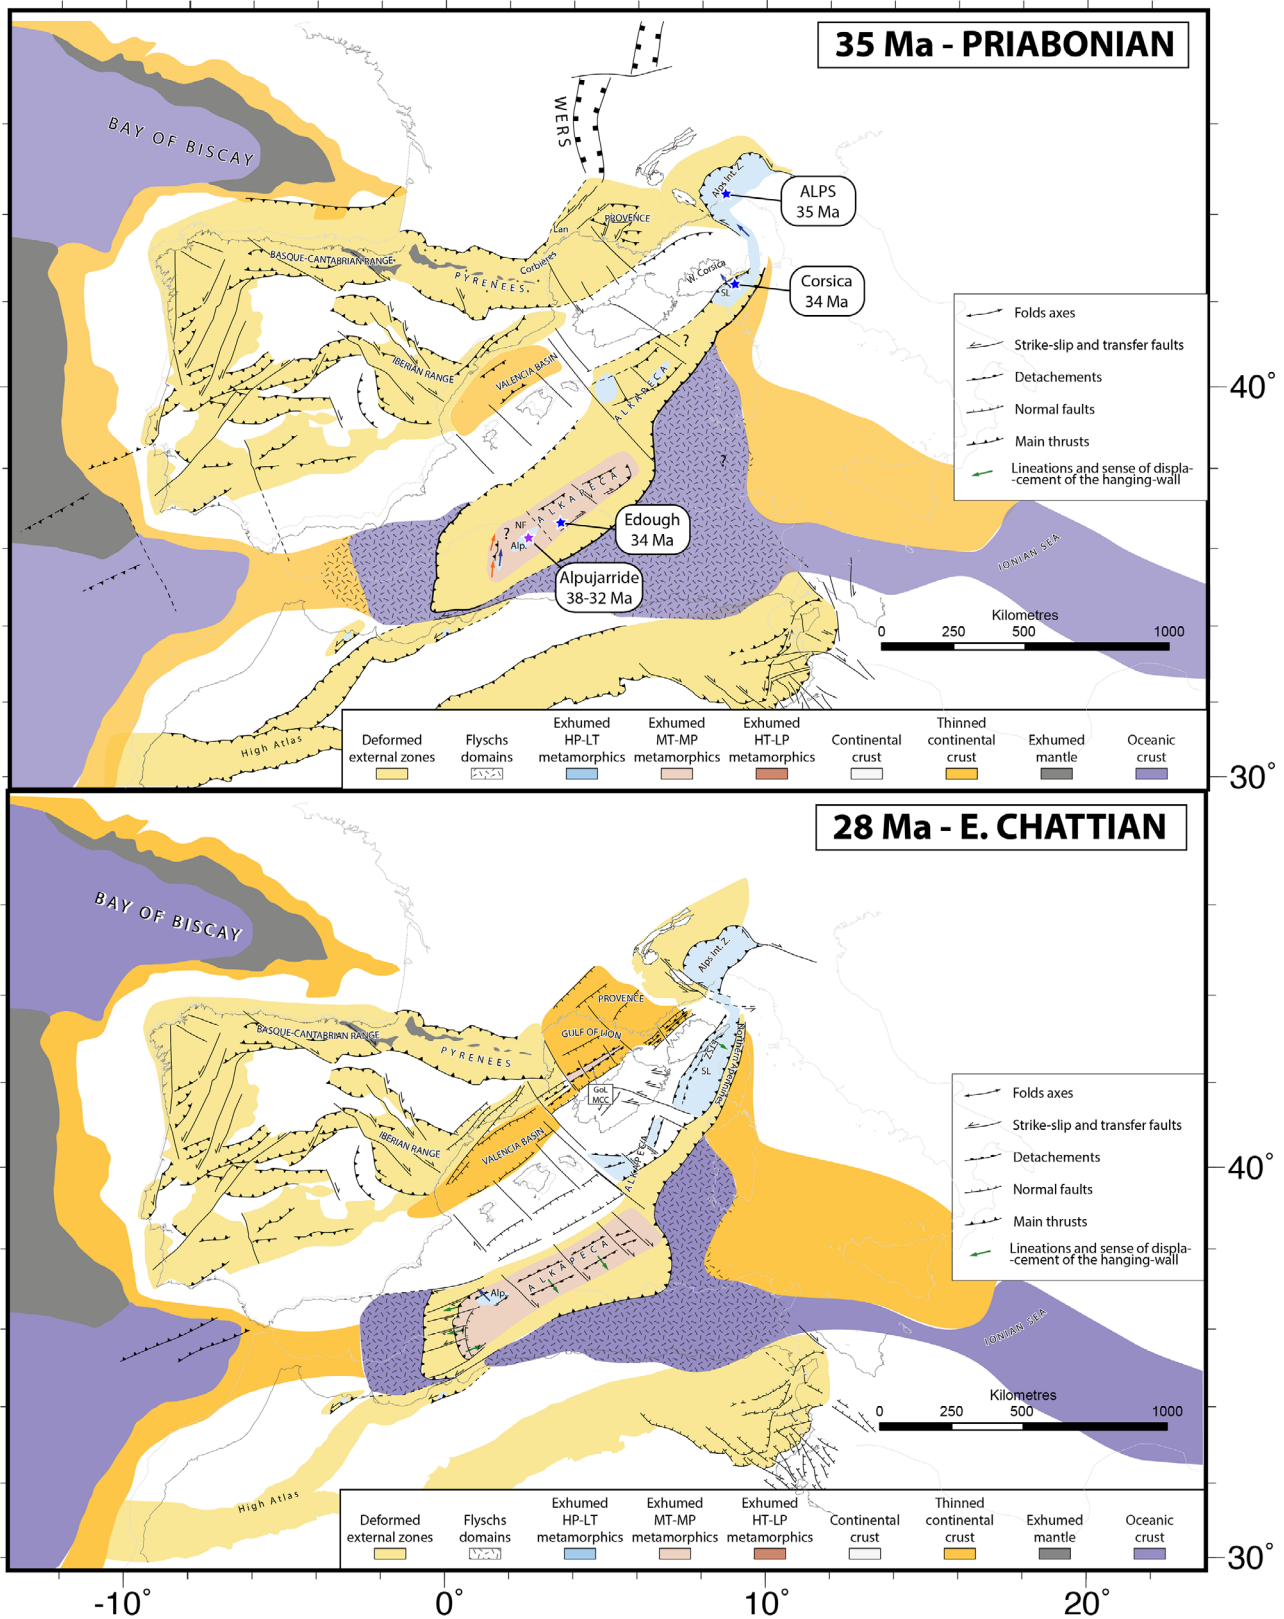 35 Ma - PRIABONIAN
WERS
BAY OF BISCAY
Alps Int. Z.
ALPS
35 Ma
PROVENCE
Lan
BASQUE-CANTABRIAN RANGE
Corbières
PYRENEES
W. Corsica
SL
Corsica
34 Ma
?
IBERIAN RANGE
VALENCIA BASIN
ALKAPECA
?
ALKAPECA
NF
?
Alp.
Edough
34 Ma
Alpujarride
38-32 Ma
IONIAN SEA
High Atlas
Folds axes
Strike-slip and transfer faults
Detachements
Normal faults
Main thrusts
Lineations and sense of displa-
-cement of the hanging-wall
40°
Kilometres
0 250 500 1000
Deformed
external zones
Flyschs
domains
Exhumed
HP-LT
metamorphics
Exhumed
MT-MP
metamorphics
Exhumed
HT-LP
metamorphics
Continental
crust
Thinned
continental
crust
Exhumed
mantle
Oceanic
crust
30°
28 Ma - E. CHATTIAN
BAY OF BISCAY
Alps Int. Z.
PROVENCE
GULF OF LION
BASQUE-CANTABRIAN RANGE
PYRENEES
GoL
MCC
SL
Northern Apennines
IBERIAN RANGE
VALENCIA BASIN
ALKAPECA
ALKAPECA
Alp.
IONIAN SEA
High Atlas
Folds axes
Strike-slip and transfer faults
Detachements
Normal faults
Main thrusts
Lineations and sense of displa-
-cement of the hanging-wall
40°
Kilometres
0 250 500 1000
Deformed
external zones
Flyschs
domains
Exhumed
HP-LT
metamorphics
Exhumed
MT-MP
metamorphics
Exhumed
HT-LP
metamorphics
Continental
crust
Thinned
continental
crust
Exhumed
mantle
Oceanic
crust
30°
-10° 0° 10° 20°